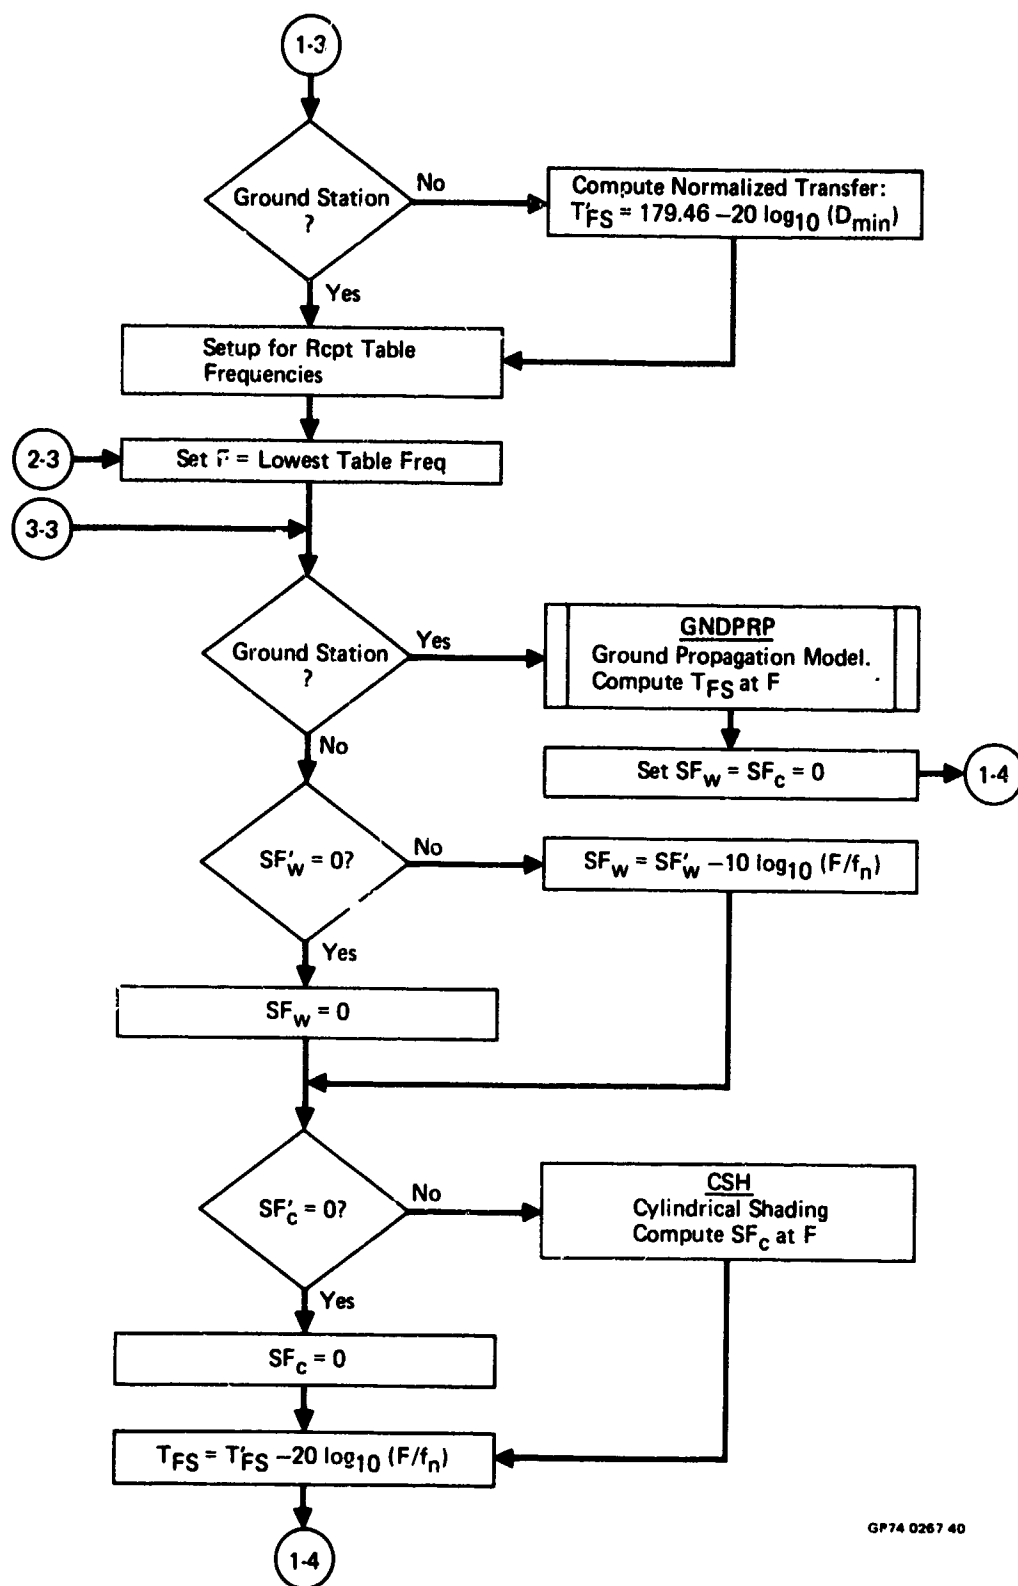 1-3
Ground Station
?
No
Compute Normalized Transfer:
T'FS = 179.46 -20 log10 (Dmin)
Yes
Setup for Rcpt Table
Frequencies
2-3
Set F = Lowest Table Freq
3-3
Ground Station
?
Yes
GNDPRP
Ground Propagation Model.
Compute TFS at F
No
Set SFw = SFc = 0
1-4
SF'w = 0?
No
SFw = SF'w -10 log10 (F/fn)
Yes
SFw = 0
SF'c = 0?
No
CSH
Cylindrical Shading
Compute SFc at F
Yes
SFc = 0
TFS = T'FS -20 log10 (F/fn)
1-4
GP74 0267 40